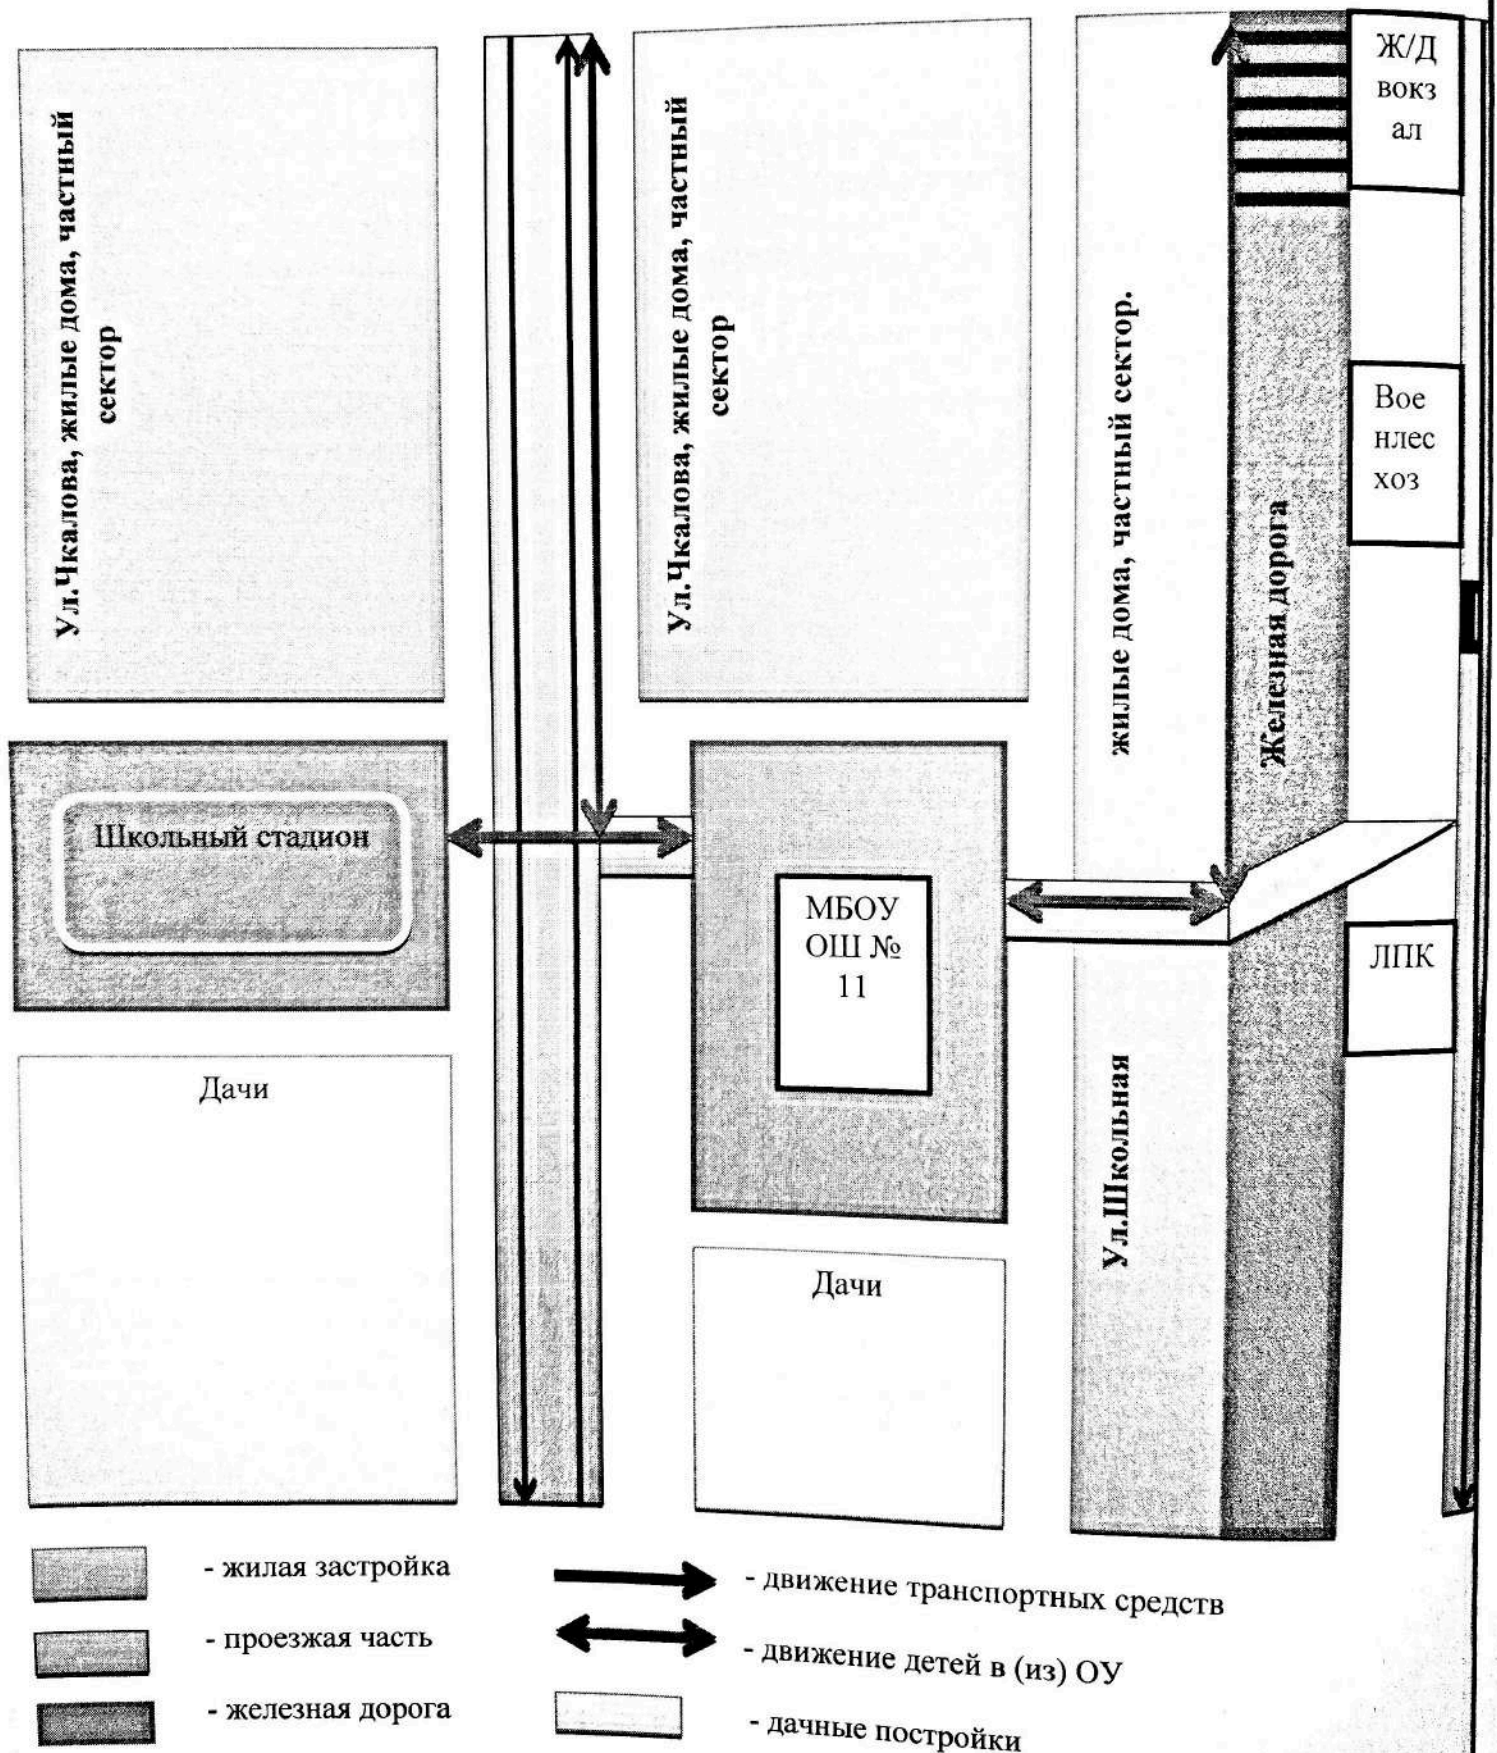 Ул.Чкалова, жилые дома, частный
сектор
Ул.Чкалова, жилые дома, частный
сектор
жилые дома, частный сектор.
Ул.Школьная
Железная дорога
Ж/Д
вокз
ал
Вое
нлес
хоз
Школьный стадион
МБОУ
ОШ №
11
ЛПК
Дачи
Дачи
- жилая застройка
- проезжая часть
- железная дорога
- движение транспортных средств
- движение детей в (из) ОУ
- дачные постройки